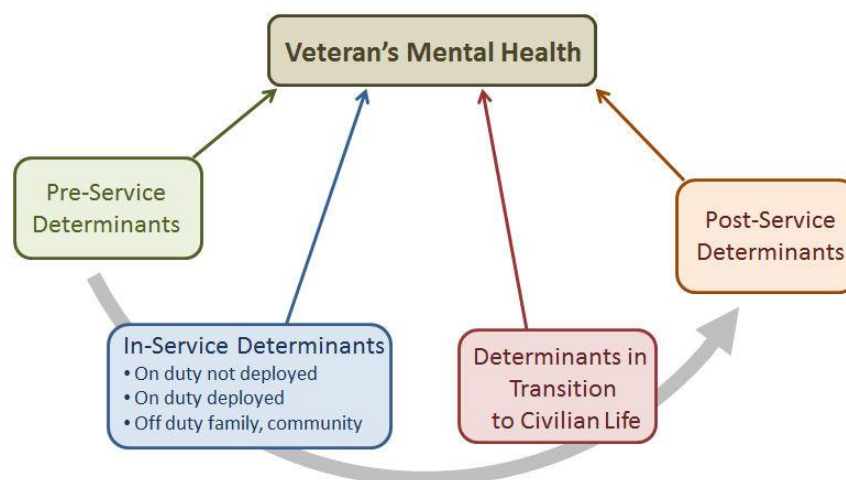 Veteran's Mental Health
Pre-Service
Determinants
In-Service Determinants
• On duty not deployed
• On duty deployed
• Off duty family, community
Determinants in
Transition
to Civilian Life
Post-Service
Determinants